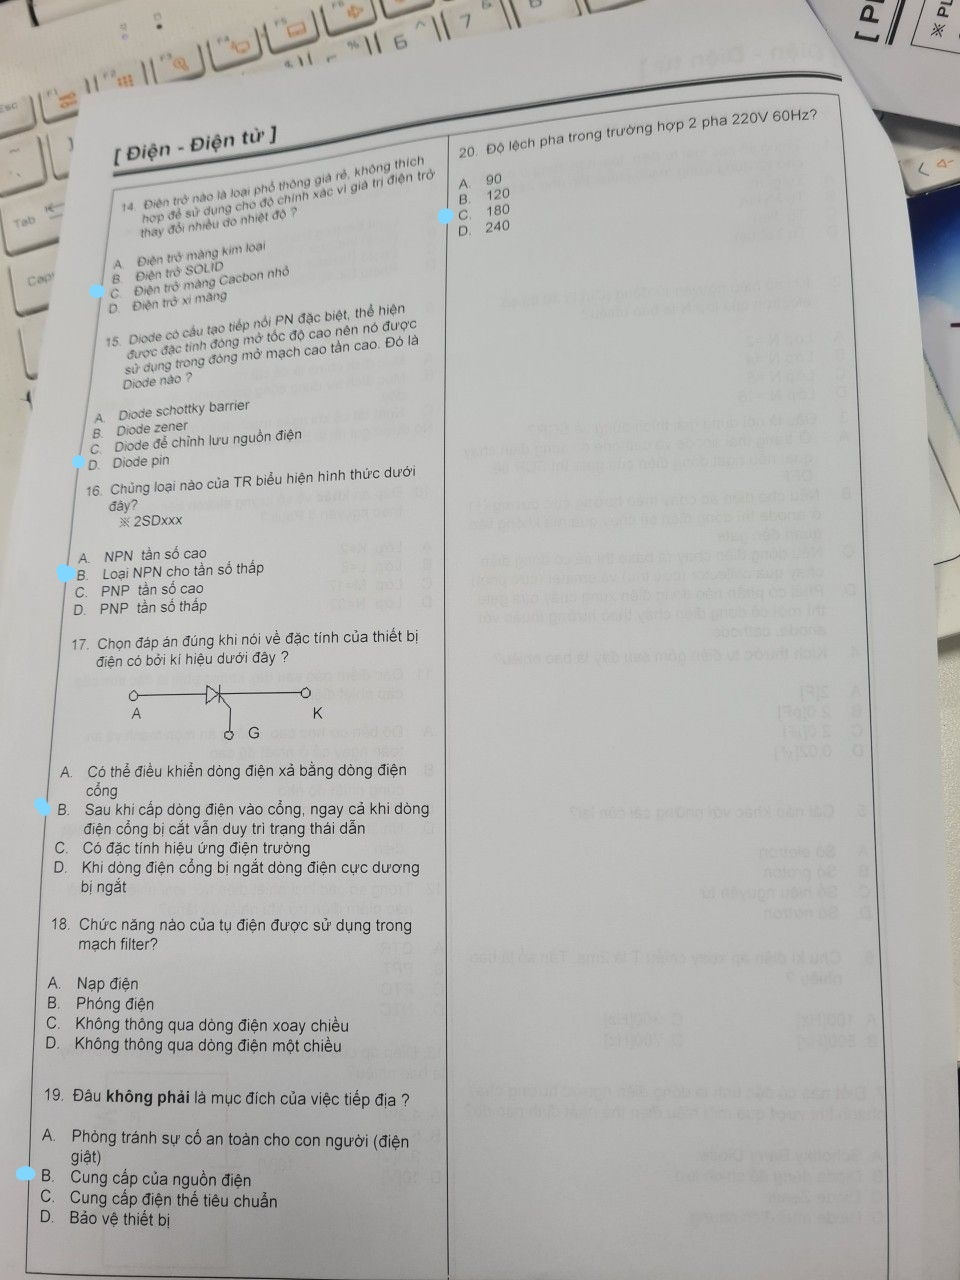 [ Điện - Điện tử ]
14. Điện trở nào là loại phổ thông giá rẻ, không thích
hợp để sử dụng cho độ chính xác vì giá trị điện trở
thay đổi nhiều do nhiệt độ ?
A. Điện trở màng kim loại
B. Điện trở SOLID
C. Điện trở màng Cacbon nhỏ
D. Điện trở xi măng
15. Diode có cấu tạo tiếp nối PN đặc biệt, thể hiện
được đặc tính đóng mở tốc độ cao nên nó được
sử dụng trong đóng mở mạch cao tần cao. Đó là
Diode nào ?
A. Diode schottky barrier
B. Diode zener
C. Diode để chỉnh lưu nguồn điện
D. Diode pin
16. Chủng loại nào của TR biểu hiện hình thức dưới
đây?
※ 2SDxxx
A. NPN tần số cao
B. Loại NPN cho tần số thấp
C. PNP tần số cao
D. PNP tần số thấp
17. Chọn đáp án đúng khi nói về đặc tính của thiết bị
điện có bởi kí hiệu dưới đây ?
A K
G
A. Có thể điều khiển dòng điện xả bằng dòng điện
cổng
B. Sau khi cấp dòng điện vào cổng, ngay cả khi dòng
điện cổng bị cắt vẫn duy trì trạng thái dẫn
C. Có đặc tính hiệu ứng điện trường
D. Khi dòng điện cổng bị ngắt dòng điện cực dương
bị ngắt
18. Chức năng nào của tụ điện được sử dụng trong
mạch filter?
A. Nạp điện
B. Phóng điện
C. Không thông qua dòng điện xoay chiều
D. Không thông qua dòng điện một chiều
19. Đâu không phải là mục đích của việc tiếp địa ?
A. Phòng tránh sự cố an toàn cho con người (điện
giật)
B. Cung cấp của nguồn điện
C. Cung cấp điện thế tiêu chuẩn
D. Bảo vệ thiết bị
20. Độ lệch pha trong trường hợp 2 pha 220V 60Hz?
A. 90
B. 120
C. 180
D. 240
Esc
F1
F2
F3
F4
F5
F6
Tab
%
6
^
7
&
[ PL
※ PL